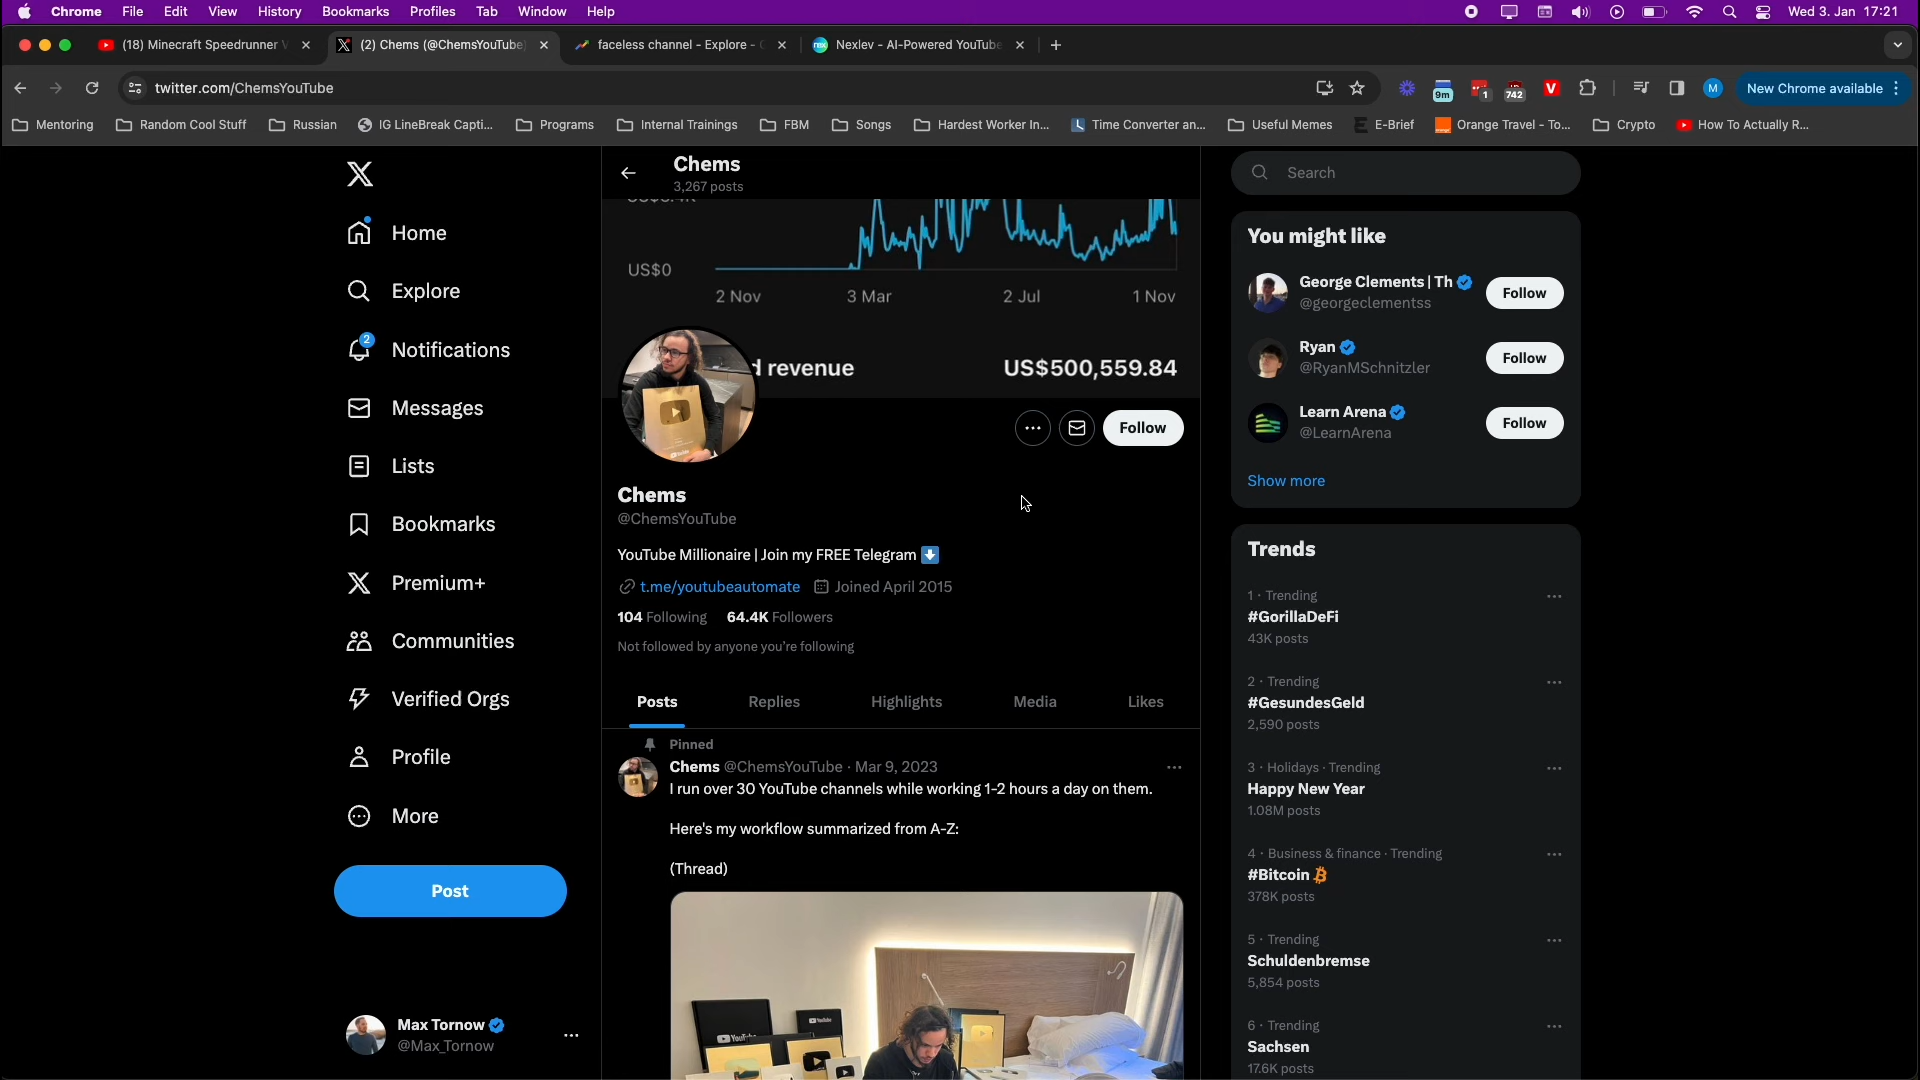 Chrome File Edit View History Bookmarks Profiles Tab Window Help Wed 3. Jan 17:21
(18) Minecraft Speedrunner V (2) Chems (@ChemsYouTube) faceless channel - Explore - Nexlev - AI-Powered YouTube
twitter.com/ChemsYouTube 9m 1 742 V M New Chrome available
Mentoring Random Cool Stuff Russian IG LineBreak Capti... Programs Internal Trainings FBM Songs Hardest Worker In... Time Converter an... Useful Memes E-Brief Orange Travel - To... Crypto How To Actually R...
Home
Explore
2
Notifications
Messages
Lists
Bookmarks
Premium+
Communities
Verified Orgs
Profile
More
Post
Max Tornow
@Max_Tornow
Chems
3,267 posts
US$0
2 Nov 3 Mar 2 Jul 1 Nov
d revenue US$500,559.84
Follow
Chems
@ChemsYouTube
YouTube Millionaire | Join my FREE Telegram ⬇
t.me/youtubeautomate Joined April 2015
104 Following 64.4K Followers
Not followed by anyone you're following
Posts Replies Highlights Media Likes
Pinned
Chems @ChemsYouTube · Mar 9, 2023
I run over 30 YouTube channels while working 1-2 hours a day on them.
Here's my workflow summarized from A-Z:
(Thread)
Search
You might like
George Clements | Th
@georgeclementss
Follow
Ryan
@RyanMSchnitzler
Follow
Learn Arena
@LearnArena
Follow
Show more
Trends
1 · Trending
#GorillaDeFi
43K posts
2 · Trending
#GesundesGeld
2,590 posts
3 · Holidays · Trending
Happy New Year
1.08M posts
4 · Business & finance · Trending
#Bitcoin
378K posts
5 · Trending
Schuldenbremse
5,854 posts
6 · Trending
Sachsen
17.6K posts